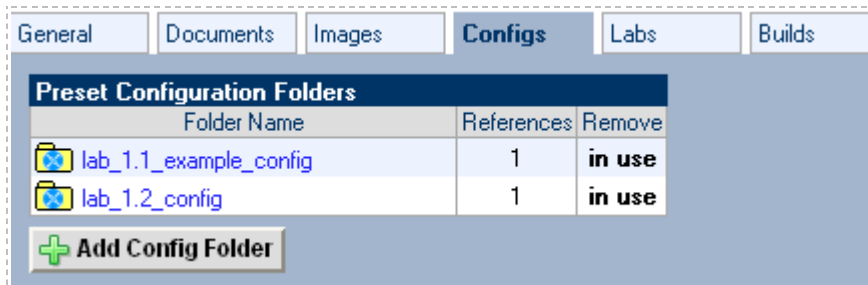 General Documents Images Configs Labs Builds
Preset Configuration Folders
Folder Name References Remove
lab_1.1_example_config 1 in use
lab_1.2_config 1 in use
Add Config Folder